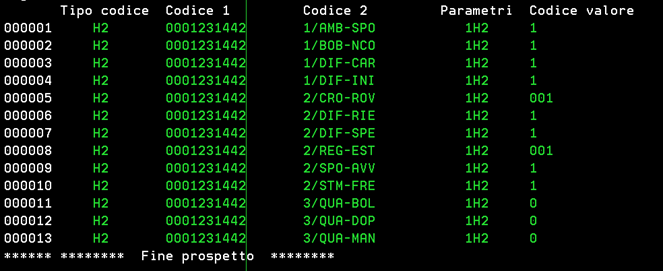 Tipo codice Codice 1 Codice 2 Parametri Codice valore
000001 H2 0001231442 1/AMB-SPO 1H2 1
000002 H2 0001231442 1/BOB-NCO 1H2 1
000003 H2 0001231442 1/DIF-CAR 1H2 1
000004 H2 0001231442 1/DIF-INI 1H2 1
000005 H2 0001231442 2/CRO-ROV 1H2 001
000006 H2 0001231442 2/DIF-RIE 1H2 1
000007 H2 0001231442 2/DIF-SPE 1H2 1
000008 H2 0001231442 2/REG-EST 1H2 001
000009 H2 0001231442 2/SPO-AVV 1H2 1
000010 H2 0001231442 2/STM-FRE 1H2 1
000011 H2 0001231442 3/QUA-BOL 1H2 0
000012 H2 0001231442 3/QUA-DOP 1H2 0
000013 H2 0001231442 3/QUA-MAN 1H2 0
****** ******** Fine prospetto ********